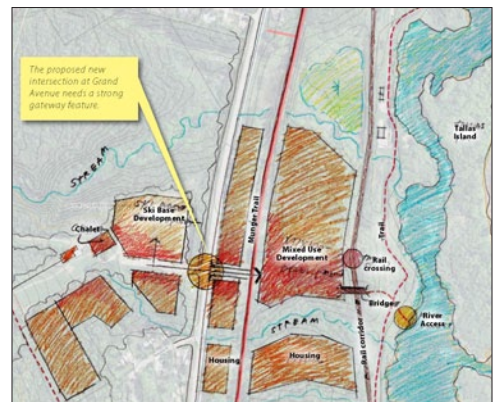 The proposed new
intersection at Grand
Avenue needs a strong
gateway feature.
STREAM
Tallas
Island
Ski Base
Development
Chalet
Munger Trail
Trail
Mixed Use
Development
Rail
crossing
Bridge
River
Access
STREAM
Rail corridor
Housing
Housing